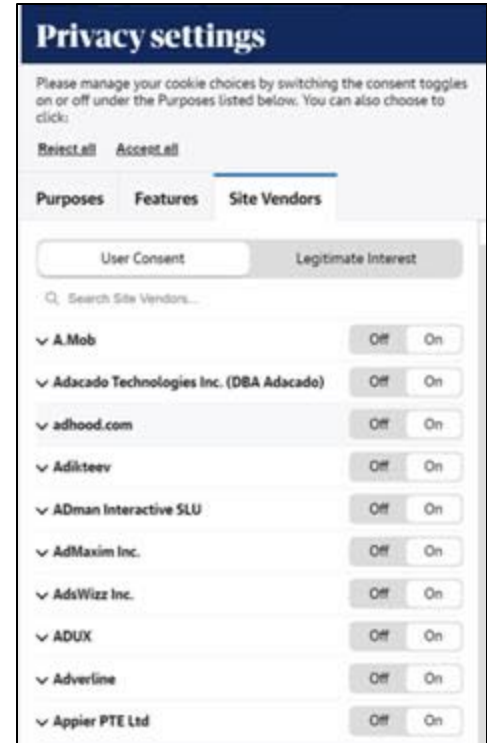 Privacy settings
Please manage your cookie choices by switching the consent toggles
on or off under the Purposes listed below. You can also choose to
click:
Reject all Accept all
Purposes Features Site Vendors
User Consent Legitimate Interest
Search Site Vendors...
A.Mob Off On
Adacado Technologies Inc. (DBA Adacado) Off On
adhood.com Off On
Adikteev Off On
ADman Interactive SLU Off On
AdMaxim Inc. Off On
AdsWizz Inc. Off On
ADUX Off On
Adverline Off On
Appier PTE Ltd Off On